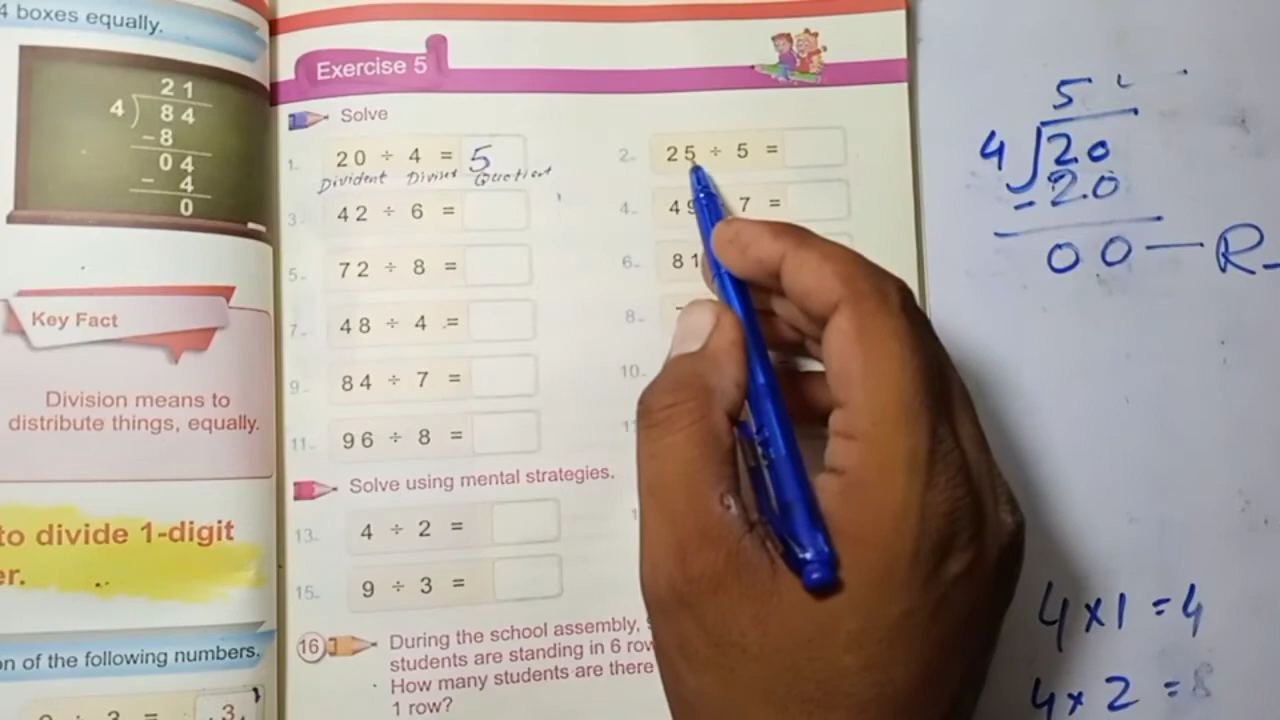 4 boxes equally.
21
4 ) 84
-8
04
- 4
0
Key Fact
Division means to
distribute things, equally.
to divide 1-digit
er.
on of the following numbers.
3
Exercise 5
Solve
1. 20 ÷ 4 = 5
Divident
2. 25 ÷ 5 =
3. 42 ÷ 6 =
4. 49 7 =
5. 72 ÷ 8 =
6. 81
7. 48 ÷ 4 =
8.
9. 84 ÷ 7 =
10.
11. 96 ÷ 8 =
Solve using mental strategies.
13. 4 ÷ 2 =
15. 9 ÷ 3 =
16 During the school assembly,
students are standing in 6
How many students are there
1 row?
5
4 20
-20
00 — R
4 x 1 = 4
4 x 2 = 8